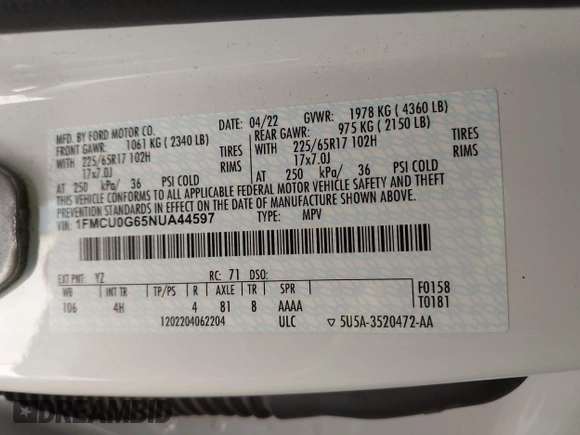 MFD. BY FORD MOTOR CO. 04/22 GVWR: 1978 KG ( 4360 LB)
FRONT GAWR: 1061 KG ( 2340 LB) REAR GAWR: 975 KG ( 2150 LB)
WITH 225/65R17 102H TIRES WITH 225/65R17 102H TIRES
17x7.0J RIMS 17x7.0J RIMS
AT 250 kPa/ 36 PSI COLD AT 250 kPa/ 36 PSI COLD
THIS VEHICLE CONFORMS TO ALL APPLICABLE FEDERAL MOTOR VEHICLE SAFETY AND THEFT
PREVENTION STANDARDS IN EFFECT ON THE DATE OF MANUFACTURE SHOWN ABOVE.
VIN: 1FMCU0G65NUA44597 TYPE: MPV
EXT PNT: YZ RC: 71 DSO:
WB INT TR TP/PS R AXLE TR SPR F0158
106 4H 4 81 8 AAAA T0181
1202204062204 ULC ▽ 5U5A-3520472-AA
DREAMBID